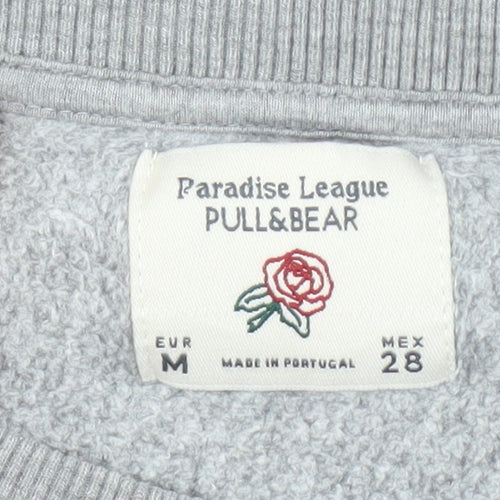 Paradise League
PULL&BEAR
EUR
M
MADE IN PORTUGAL
MEX
28